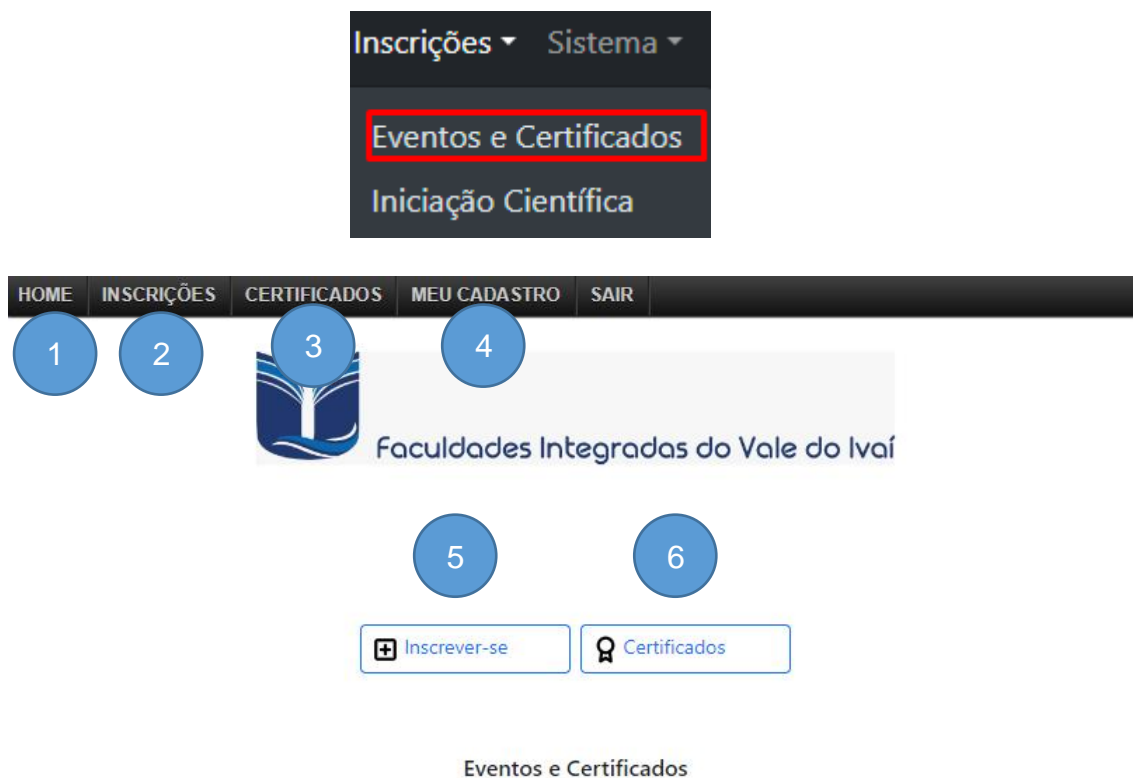 Inscrições Sistema
Eventos e Certificados
Iniciação Científica
HOME INSCRIÇÕES CERTIFICADOS MEU CADASTRO SAIR
1 2 3 4
Faculdades Integradas do Vale do Ivaí
5 6
Inscrever-se Certificados
Eventos e Certificados